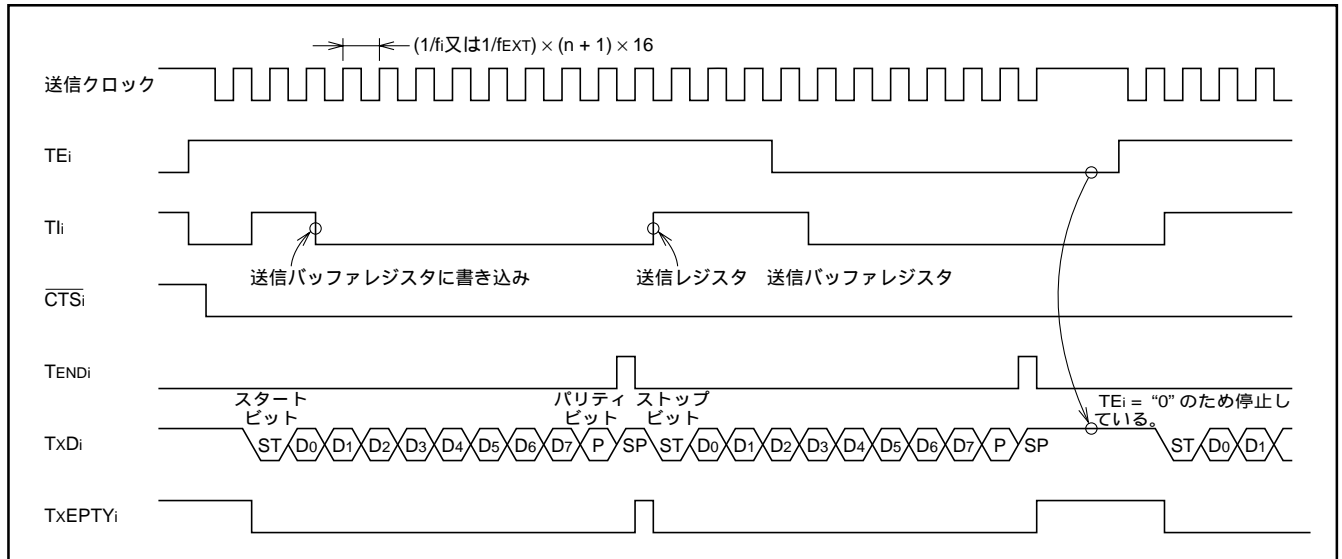 (1/fi又は1/fEXT) × (n + 1) × 16
送信クロック
TEi
TIi
送信バッファレジスタに書き込み
送信レジスタ 送信バッファレジスタ
CTSi
TENDi
スタート
ビット
パリティ
ビット
ストップ
ビット
TEi = “0” のため停止し
ている。
TxDi
ST D0 D1 D2 D3 D4 D5 D6 D7 P SP ST D0 D1 D2 D3 D4 D5 D6 D7 P SP ST D0 D1
TxEPTYi